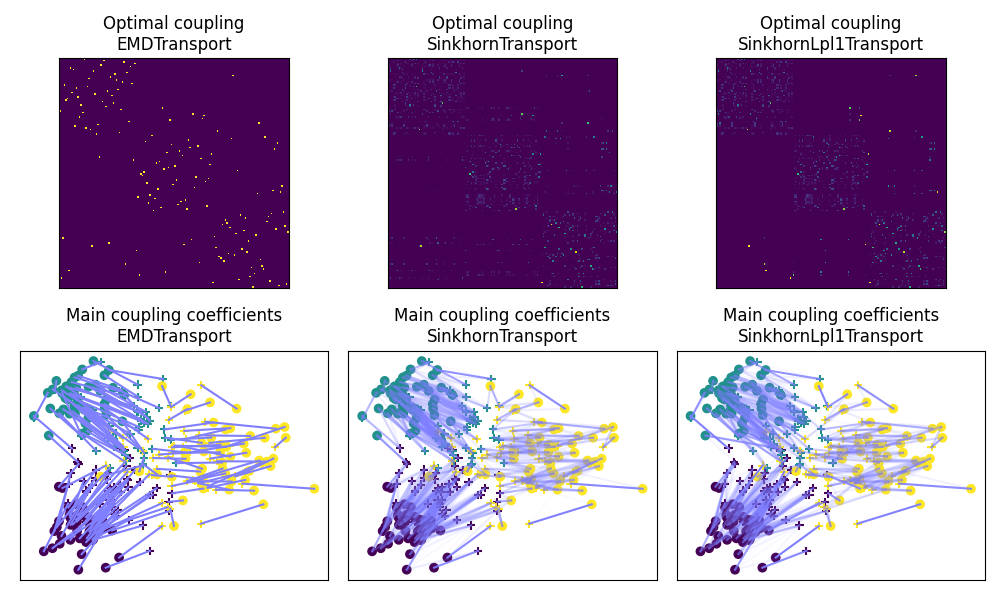 Optimal coupling
EMDTransport
Optimal coupling
SinkhornTransport
Optimal coupling
SinkhornLpl1Transport
Main coupling coefficients
EMDTransport
Main coupling coefficients
SinkhornTransport
Main coupling coefficients
SinkhornLpl1Transport